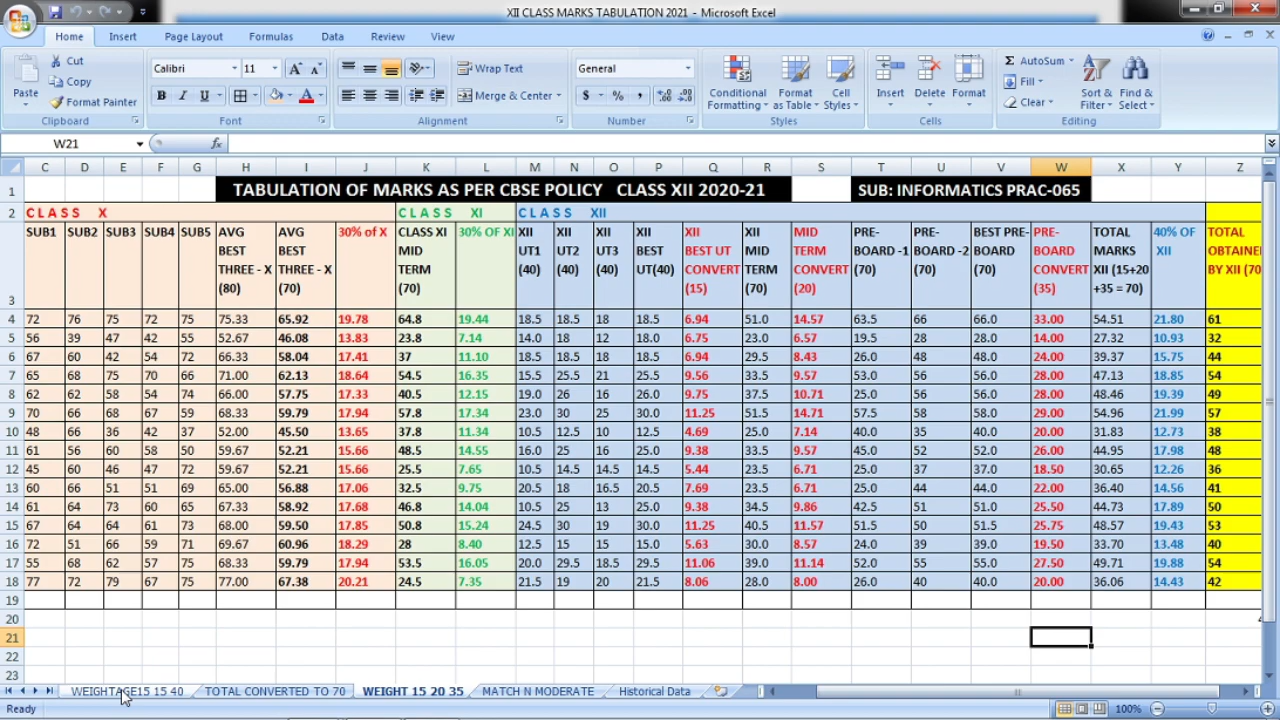 XII CLASS MARKS TABULATION 2021 - Microsoft Excel
Home Insert Page Layout Formulas Data Review View
Cut Calibri 11 Wrap Text General AutoSum
Copy Fill
Paste Format Painter Merge & Center $ % , Conditional Formatting Format as Table Cell Styles Insert Delete Format Clear Sort & Filter Find & Select
Clipboard Font Alignment Number Styles Cells Editing
W21 fx
C D E F G H I J K L M N O P Q R S T U V W X Y Z
1 TABULATION OF MARKS AS PER CBSE POLICY CLASS XII 2020-21 SUB: INFORMATICS PRAC-065
2 C L A S S X C L A S S XI C L A S S XII
3 SUB1 SUB2 SUB3 SUB4 SUB5 AVG BEST THREE - X (80) AVG BEST THREE - X (70) 30% of X CLASS XI MID TERM (70) 30% OF XI XII UT1 (40) XII UT2 (40) XII UT3 (40) XII BEST UT(40) XII BEST UT CONVERT (15) XII MID TERM (70) MID TERM CONVERT (20) PRE-BOARD -1 (70) PRE-BOARD -2 (70) BEST PRE-BOARD (70) PRE-BOARD CONVERT (35) TOTAL MARKS XII (15+20 +35 = 70) 40% OF XII TOTAL OBTAINE BY XII (70
4 72 76 75 72 75 75.33 65.92 19.78 64.8 19.44 18.5 18.5 18 18.5 6.94 51.0 14.57 63.5 66 66.0 33.00 54.51 21.80 61
5 56 39 47 42 55 52.67 46.08 13.83 23.8 7.14 14.0 18 12 18.0 6.75 23.0 6.57 19.5 28 28.0 14.00 27.32 10.93 32
6 67 60 42 54 72 66.33 58.04 17.41 37 11.10 18.5 18.5 18 18.5 6.94 29.5 8.43 26.0 48 48.0 24.00 39.37 15.75 44
7 65 68 75 70 66 71.00 62.13 18.64 54.5 16.35 15.5 25.5 21 25.5 9.56 33.5 9.57 53.0 56 56.0 28.00 47.13 18.85 54
8 62 62 58 54 74 66.00 57.75 17.33 40.5 12.15 19.0 26 16 26.0 9.75 37.5 10.71 25.0 56 56.0 28.00 48.46 19.39 49
9 70 66 68 67 59 68.33 59.79 17.94 57.8 17.34 23.0 30 25 30.0 11.25 51.5 14.71 57.5 58 58.0 29.00 54.96 21.99 57
10 48 66 36 42 37 52.00 45.50 13.65 37.8 11.34 10.5 12.5 10 12.5 4.69 25.0 7.14 40.0 35 40.0 20.00 31.83 12.73 38
11 61 56 60 58 50 59.67 52.21 15.66 48.5 14.55 16.0 25 16 25.0 9.38 33.5 9.57 45.0 52 52.0 26.00 44.95 17.98 51
12 45 60 46 47 72 59.67 52.21 15.66 25.5 7.65 10.5 14.5 14.5 14.5 5.44 23.5 6.71 25.0 37 37.0 18.50 30.65 12.26 36
13 60 66 51 51 69 65.00 56.88 17.06 32.5 9.75 20.5 18 16.5 20.5 7.69 23.5 6.71 25.0 44 44.0 22.00 36.40 14.56 41
14 61 64 73 60 65 67.33 58.92 17.68 46.8 14.04 10.5 25 13 25.0 9.38 34.5 9.86 42.5 51 51.0 25.50 44.73 17.89 50
15 67 64 64 61 73 68.00 59.50 17.85 50.8 15.24 24.5 30 19 30.0 11.25 40.5 11.57 51.5 50 51.5 25.75 48.57 19.43 53
16 72 51 66 59 71 69.67 60.96 18.29 28 8.40 12.5 15 15 15.0 5.63 30.0 8.57 24.0 39 39.0 19.50 33.70 13.48 40
17 55 68 62 57 75 68.33 59.79 17.94 53.5 16.05 20.0 29.5 18.5 29.5 11.06 39.0 11.14 52.0 55 55.0 27.50 49.71 19.88 54
18 77 72 79 67 75 77.00 67.38 20.21 24.5 7.35 21.5 19 20 21.5 8.06 28.0 8.00 26.0 40 40.0 20.00 36.06 14.43 42
19
20
21
22
23
WEIGHTAGE15 15 40 TOTAL CONVERTED TO 70 WEIGHT 15 20 35 MATCH N MODERATE Historical Data
Ready 100%